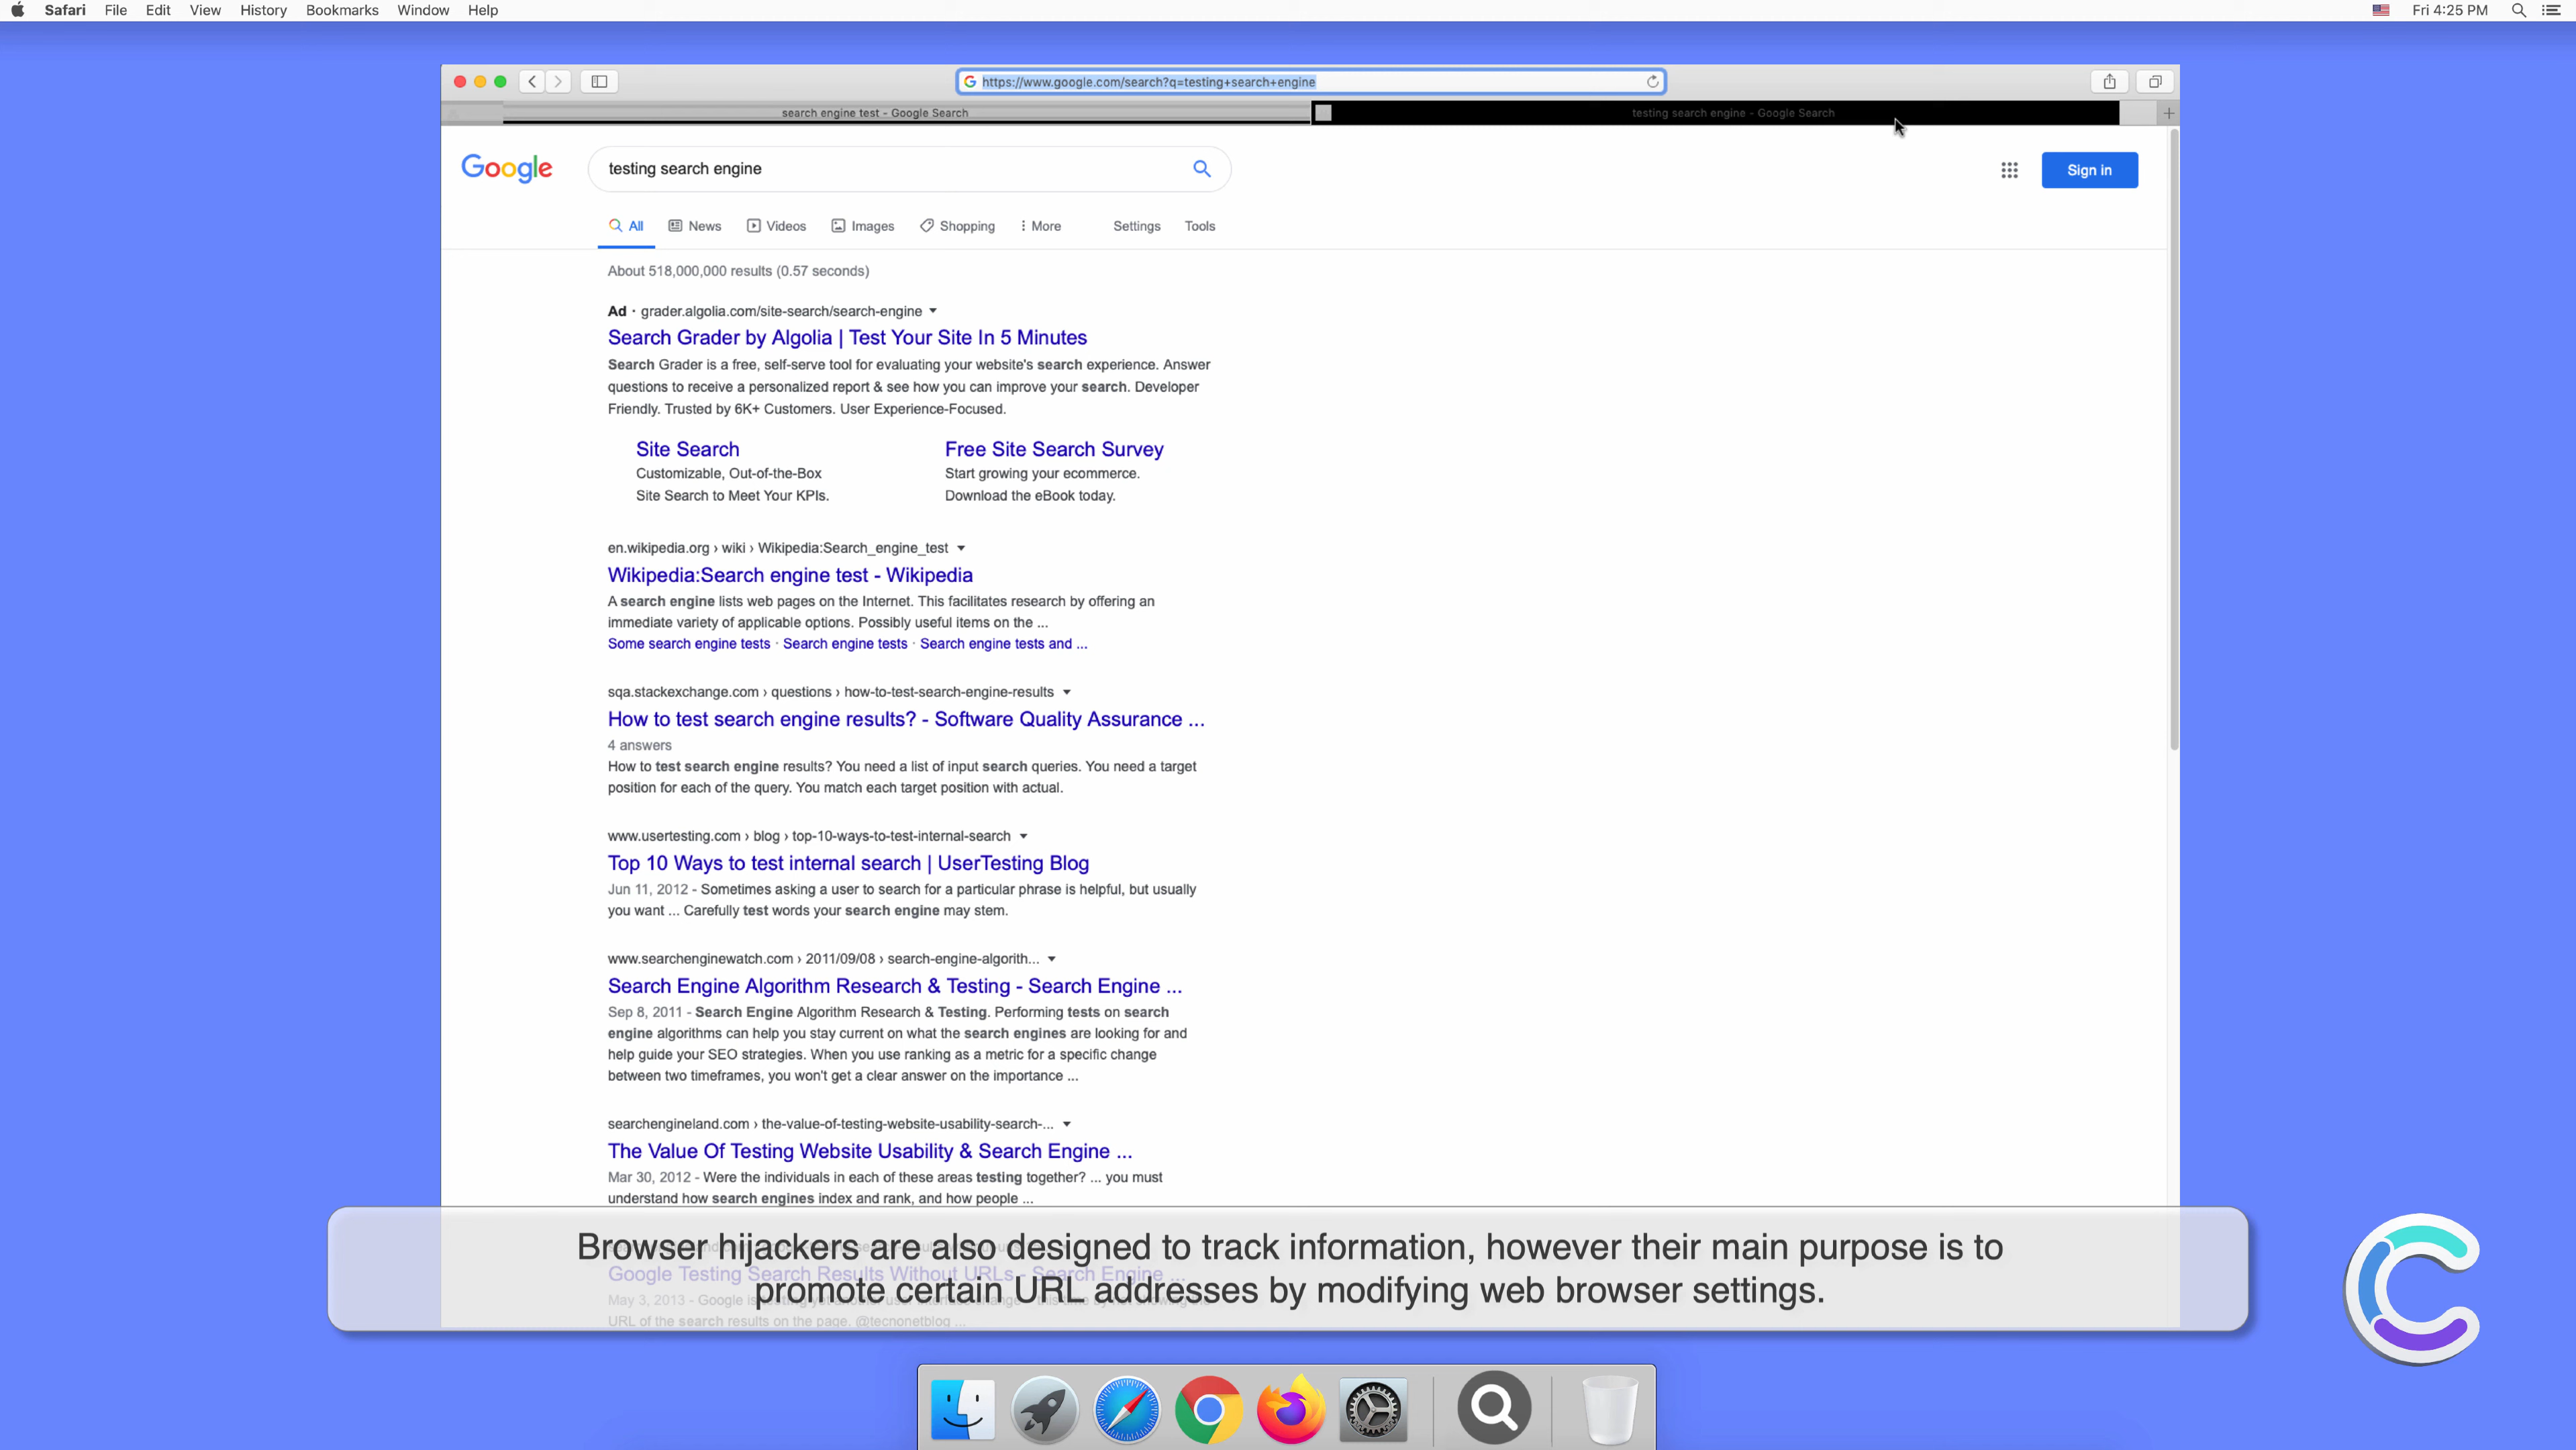 Safari File Edit View History Bookmarks Window Help
Fri 4:25 PM
https://www.google.com/search?q=testing+search+engine
search engine test - Google Search
testing search engine - Google Search
Google
testing search engine
Sign in
All News Videos Images Shopping More Settings Tools
About 518,000,000 results (0.57 seconds)
Ad · grader.algolia.com/site-search/search-engine
Search Grader by Algolia | Test Your Site In 5 Minutes
Search Grader is a free, self-serve tool for evaluating your website's search experience. Answer
questions to receive a personalized report & see how you can improve your search. Developer
Friendly. Trusted by 6K+ Customers. User Experience-Focused.
Site Search
Customizable, Out-of-the-Box
Site Search to Meet Your KPIs.
Free Site Search Survey
Start growing your ecommerce.
Download the eBook today.
en.wikipedia.org › wiki › Wikipedia:Search_engine_test
Wikipedia:Search engine test - Wikipedia
A search engine lists web pages on the Internet. This facilitates research by offering an
immediate variety of applicable options. Possibly useful items on the ...
Some search engine tests · Search engine tests · Search engine tests and ...
sqa.stackexchange.com › questions › how-to-test-search-engine-results
How to test search engine results? - Software Quality Assurance ...
4 answers
How to test search engine results? You need a list of input search queries. You need a target
position for each of the query. You match each target position with actual.
www.usertesting.com › blog › top-10-ways-to-test-internal-search
Top 10 Ways to test internal search | UserTesting Blog
Jun 11, 2012 - Sometimes asking a user to search for a particular phrase is helpful, but usually
you want ... Carefully test words your search engine may stem.
www.searchenginewatch.com › 2011/09/08 › search-engine-algorith...
Search Engine Algorithm Research & Testing - Search Engine ...
Sep 8, 2011 - Search Engine Algorithm Research & Testing. Performing tests on search
engine algorithms can help you stay current on what the search engines are looking for and
help guide your SEO strategies. When you use ranking as a metric for a specific change
between two timeframes, you won't get a clear answer on the importance ...
searchengineland.com › the-value-of-testing-website-usability-search-...
The Value Of Testing Website Usability & Search Engine ...
Mar 30, 2012 - Were the individuals in each of these areas testing together? ... you must
understand how search engines index and rank, and how people ...
Browser hijackers are also designed to track information, however their main purpose is to
Google Testing Search Results Without URLs - Search Engine ...
promote certain URL addresses by modifying web browser settings.
May 3, 2013 - Google is
URL of the search results on the page. @tecnonetblog ...